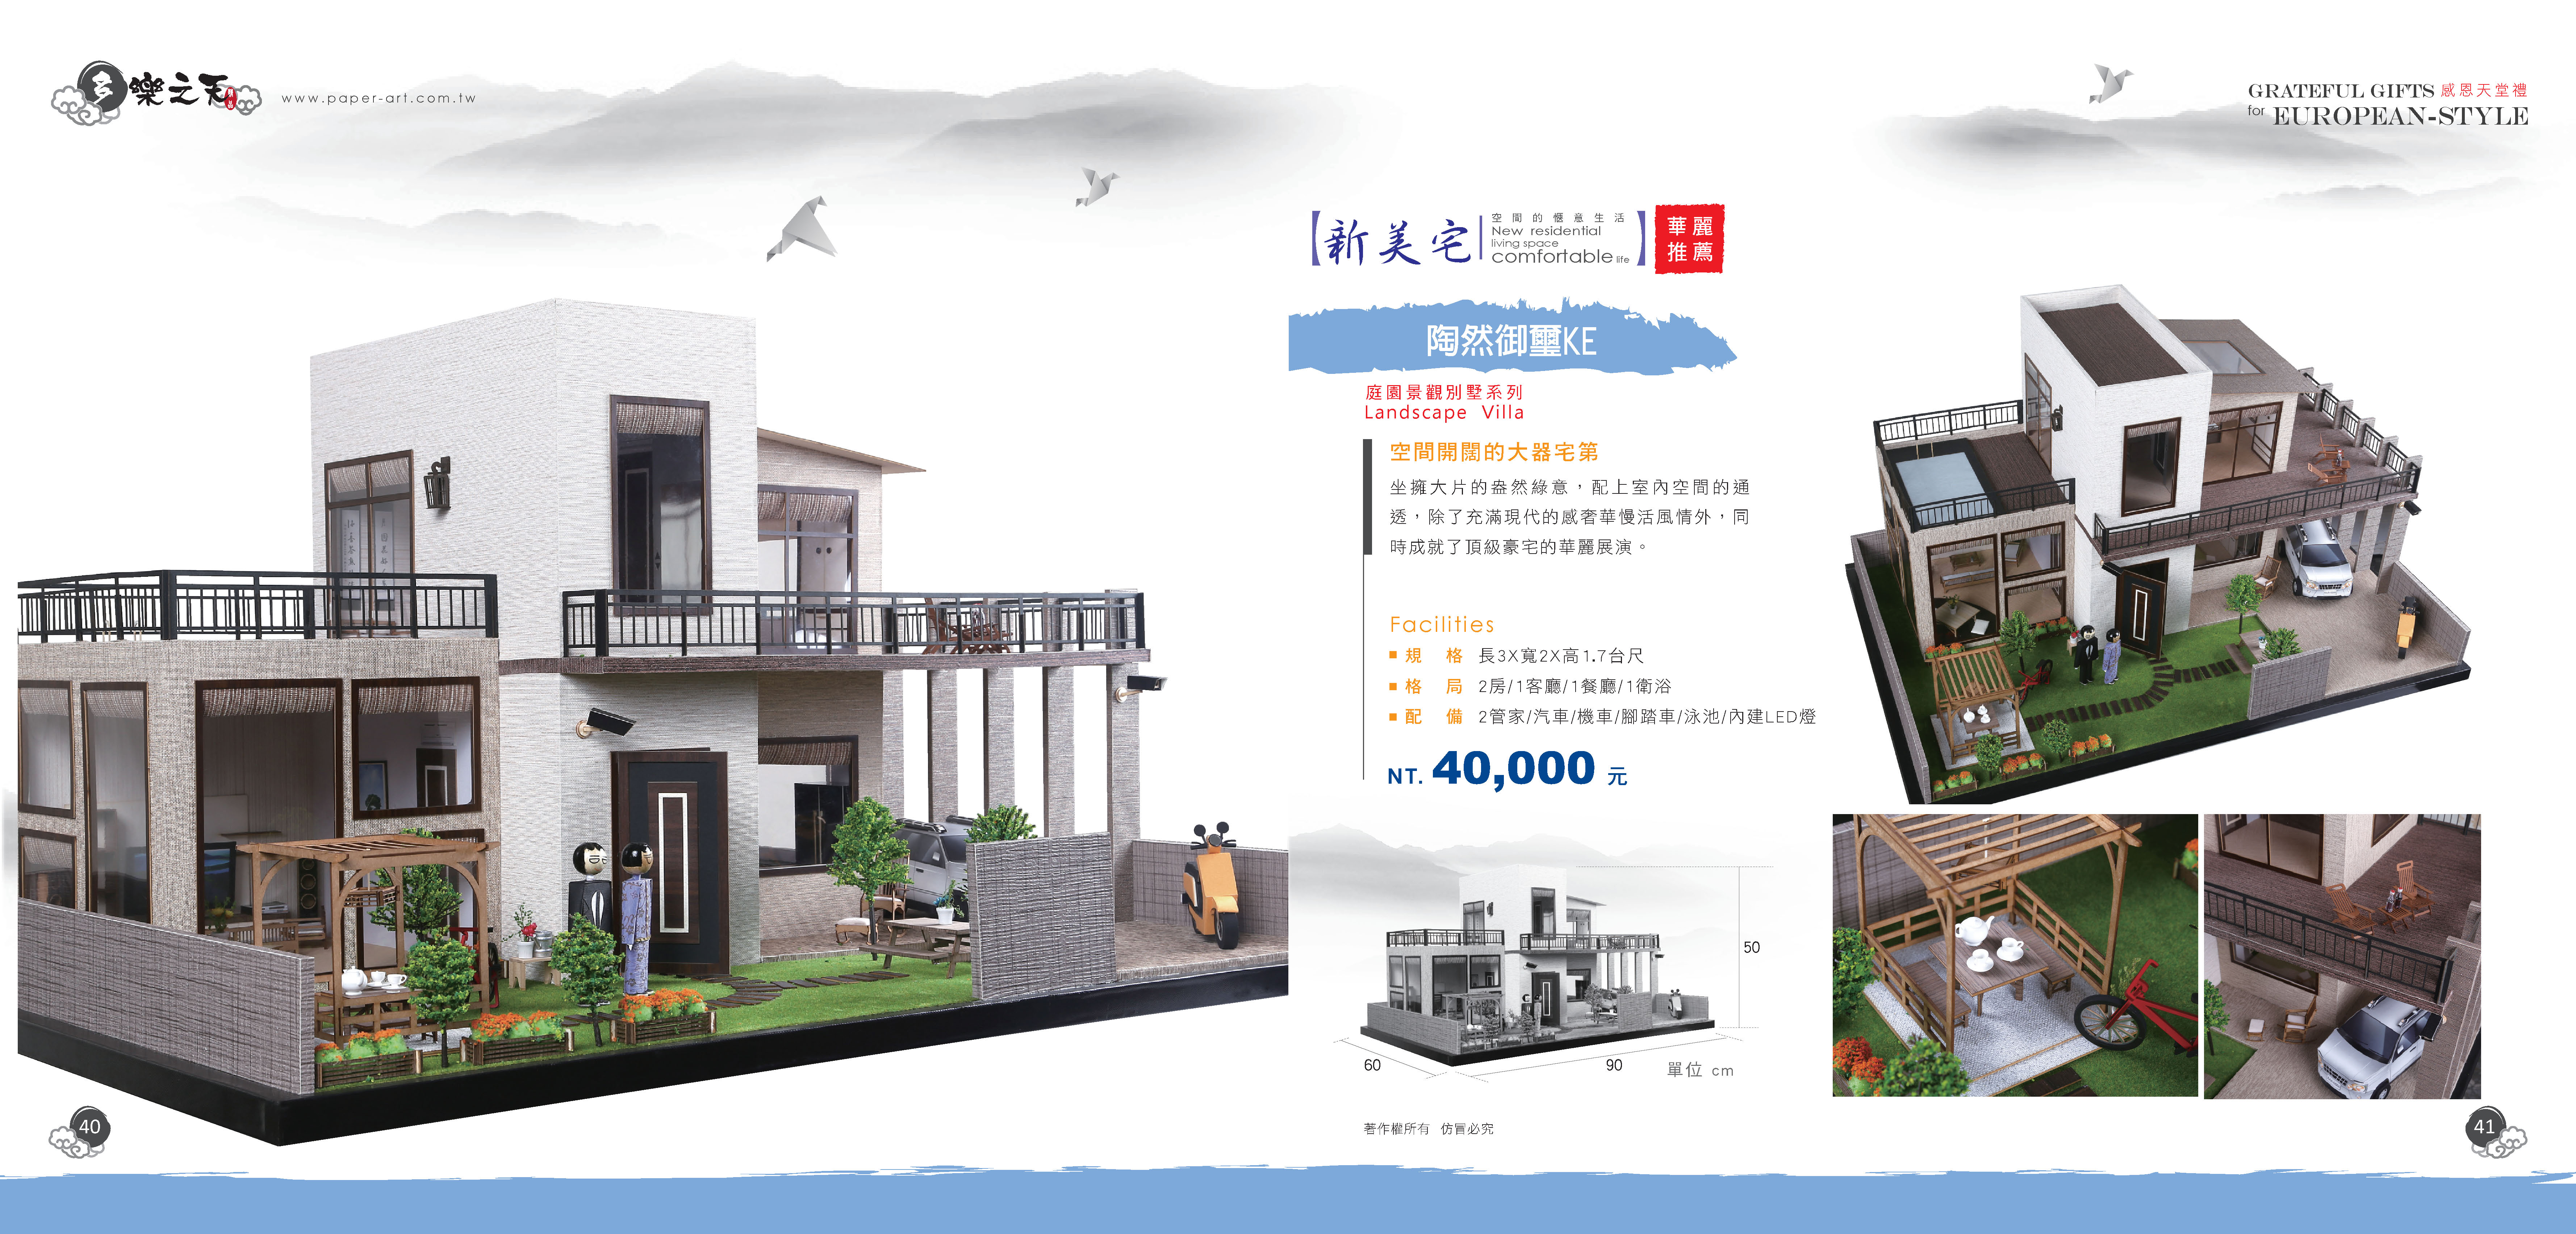 多樂之天
www.paper-art.com.tw
GRATEFUL GIFTS 感恩天堂禮
for EUROPEAN-STYLE
【新美宅
空間的愜意生活
New residential
living space
comfortable life】
華麗
推薦
陶然御璽KE
庭園景觀別墅系列
Landscape Villa
空間開闊的大器宅第
坐擁大片的盎然綠意，配上室內空間的通
透，除了充滿現代的感奢華慢活風情外，同
時成就了頂級豪宅的華麗展演。
Facilities
■ 規 格 長3X寬2X高1.7台尺
■ 格 局 2房/1客廳/1餐廳/1衛浴
■ 配 備 2管家/汽車/機車/腳踏車/泳池/內建LED燈
NT. 40,000 元
50
60
90
單位 cm
著作權所有 仿冒必究
40
41